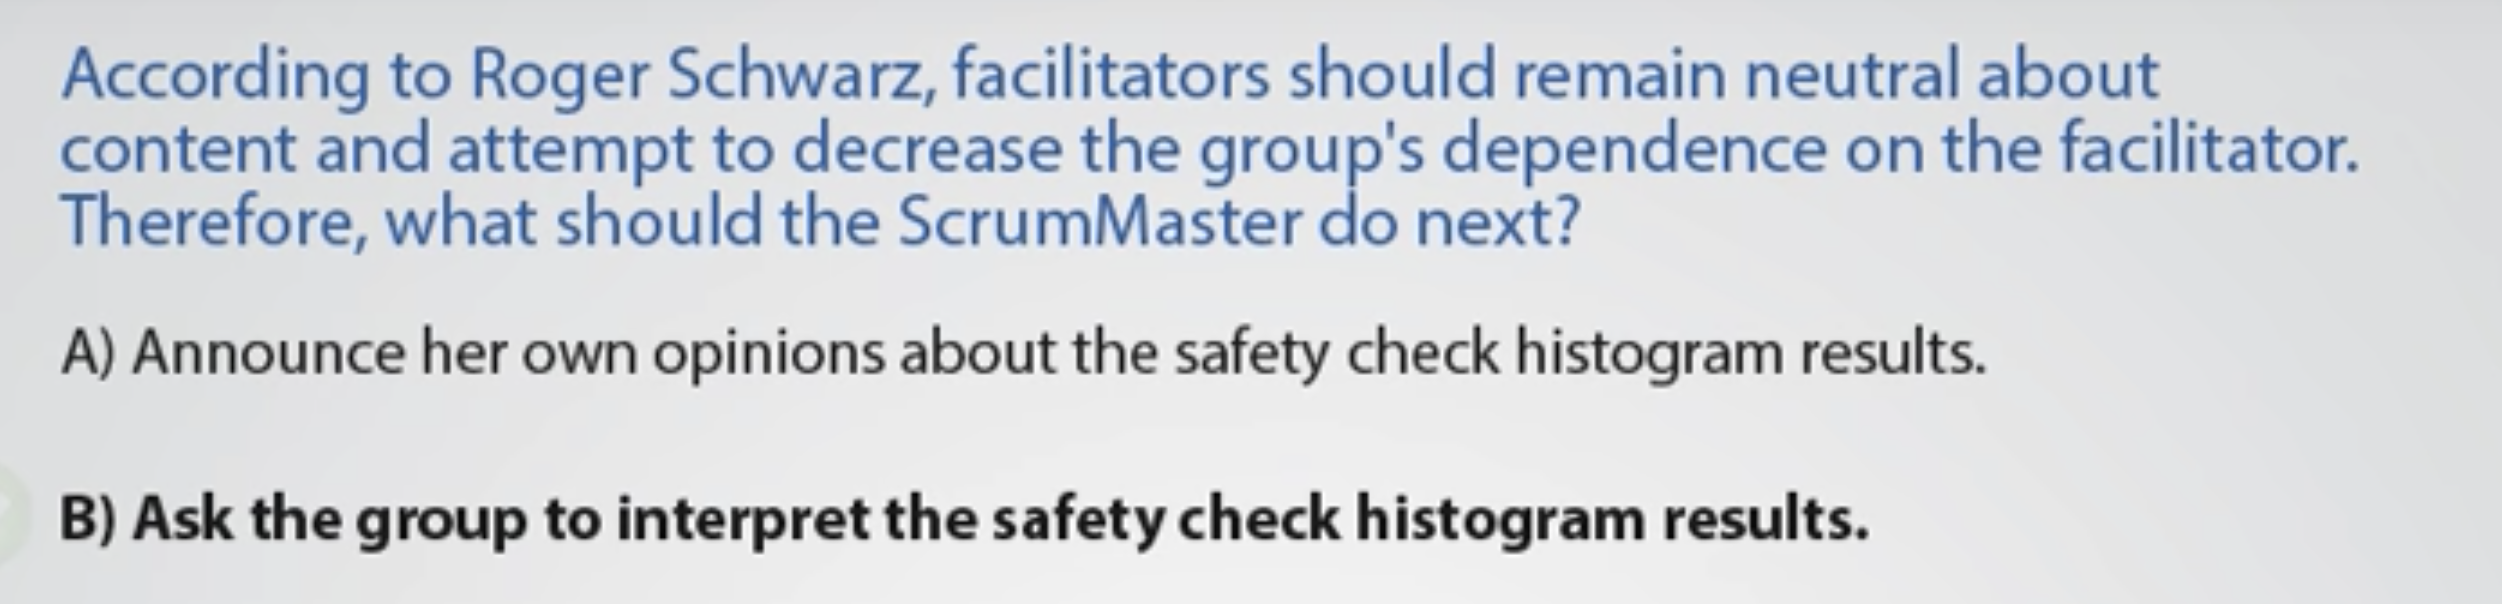 According to Roger Schwarz, facilitators should remain neutral about
content and attempt to decrease the group's dependence on the facilitator.
Therefore, what should the ScrumMaster do next?
A) Announce her own opinions about the safety check histogram results.
B) Ask the group to interpret the safety check histogram results.